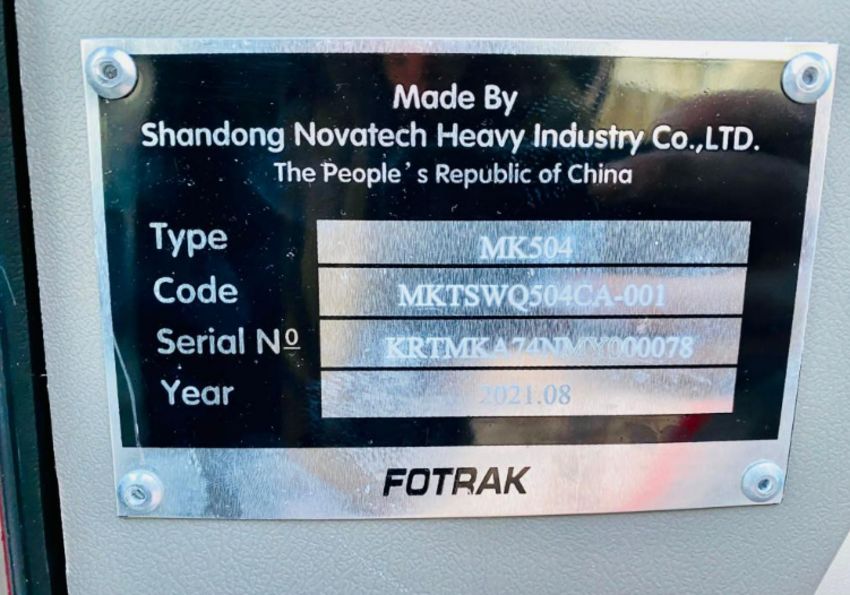 Made By
Shandong Novatech Heavy Industry Co.,LTD.
The People's Republic of China
Type MK504
Code MKTSWQ504CA-001
Serial Nº KRTMKA74NMY000078
Year 2021.08
FOTRAK